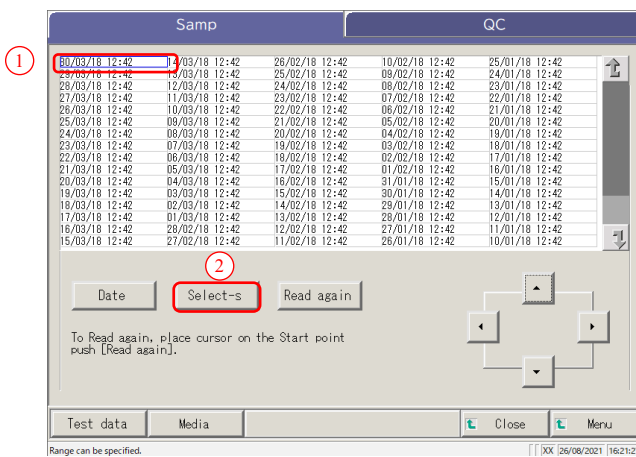 Samp QC
1
30/03/18 12:42 14/03/18 12:42 26/02/18 12:42 10/02/18 12:42 25/01/18 12:42
29/03/18 12:42 13/03/18 12:42 25/02/18 12:42 09/02/18 12:42 24/01/18 12:42
28/03/18 12:42 12/03/18 12:42 24/02/18 12:42 08/02/18 12:42 23/01/18 12:42
27/03/18 12:42 11/03/18 12:42 23/02/18 12:42 07/02/18 12:42 22/01/18 12:42
26/03/18 12:42 10/03/18 12:42 22/02/18 12:42 06/02/18 12:42 21/01/18 12:42
25/03/18 12:42 09/03/18 12:42 21/02/18 12:42 05/02/18 12:42 20/01/18 12:42
24/03/18 12:42 08/03/18 12:42 20/02/18 12:42 04/02/18 12:42 19/01/18 12:42
23/03/18 12:42 07/03/18 12:42 19/02/18 12:42 03/02/18 12:42 18/01/18 12:42
22/03/18 12:42 06/03/18 12:42 18/02/18 12:42 02/02/18 12:42 17/01/18 12:42
21/03/18 12:42 05/03/18 12:42 17/02/18 12:42 01/02/18 12:42 16/01/18 12:42
20/03/18 12:42 04/03/18 12:42 16/02/18 12:42 31/01/18 12:42 15/01/18 12:42
19/03/18 12:42 03/03/18 12:42 15/02/18 12:42 30/01/18 12:42 14/01/18 12:42
18/03/18 12:42 02/03/18 12:42 14/02/18 12:42 29/01/18 12:42 13/01/18 12:42
17/03/18 12:42 01/03/18 12:42 13/02/18 12:42 28/01/18 12:42 12/01/18 12:42
16/03/18 12:42 28/02/18 12:42 12/02/18 12:42 27/01/18 12:42 11/01/18 12:42
15/03/18 12:42 27/02/18 12:42 11/02/18 12:42 26/01/18 12:42 10/01/18 12:42
2
Date Select-s Read again
To Read again, place cursor on the Start point
push [Read again].
Test data Media Close Menu
Range can be specified. XX 26/08/2021 16:21:2